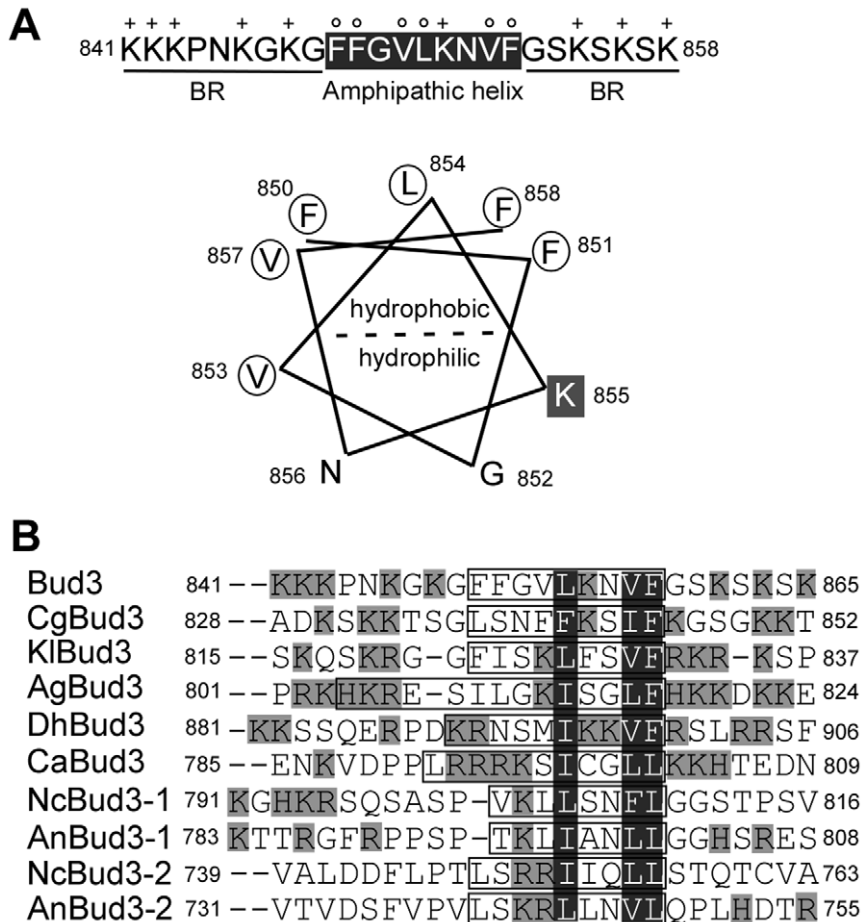 A
+ + + + + o o o o + o o + + +
841 KKKPNKGKGFFGVLKNVFGSKSKSK 858
BR Amphipathic helix BR
L 854
850 F
F 858
857 V
F 851
hydrophobic
hydrophilic
853 V
K 855
856 N
G 852
B
Bud3 841 --KKKPNKGKGFFGVLKNVFGSKSKSK 865
CgBud3 828 --ADKSKKTSGLSNFFKSIFKGSGKKT 852
KlBud3 815 --SKQSKRG-GFISKLFSVFRKR-KSP 837
AgBud3 801 --PRKHKRE-SILGKISGLFHKKDKKE 824
DhBud3 881 -KKSSQERPDKRNSMIKKVFRSLRRSF 906
CaBud3 785 --ENKVDPPLRRRKSICGLLKKHTEDN 809
NcBud3-1 791 KGHKRSQSASP-VKLLSNFLGGSTPSV 816
AnBud3-1 783 KTTRGFRPPSP-TKLIANLLGGHSRES 808
NcBud3-2 739 --VALDDFLPTLSRRIIQLLSTQTCVA 763
AnBud3-2 731 --VTVDSFVPVLSKRLLNVLQPLHDTR 755